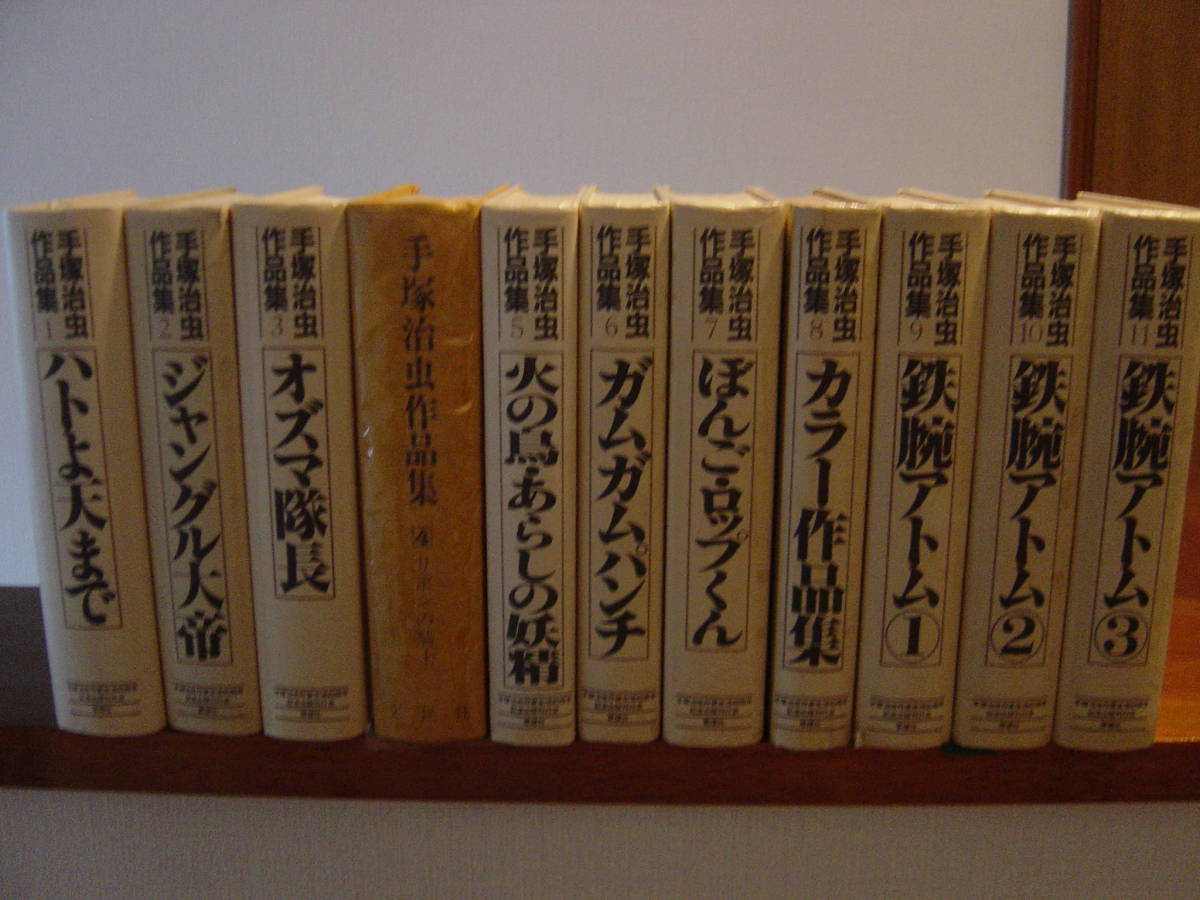 手塚治虫
作品集
1
ハトよ天まで
手塚治虫
作品集
2
ジャングル大帝
手塚治虫
作品集
3
オズマ隊長
手塚治虫作品集
手塚治虫
作品集
5
火の鳥・あらしの妖精
手塚治虫
作品集
6
ガムガムパンチ
手塚治虫
作品集
7
ぼんご・ロップくん
手塚治虫
作品集
8
カラー作品集
手塚治虫
作品集
9
鉄腕アトム①
手塚治虫
作品集
10
鉄腕アトム②
手塚治虫
作品集
11
鉄腕アトム③